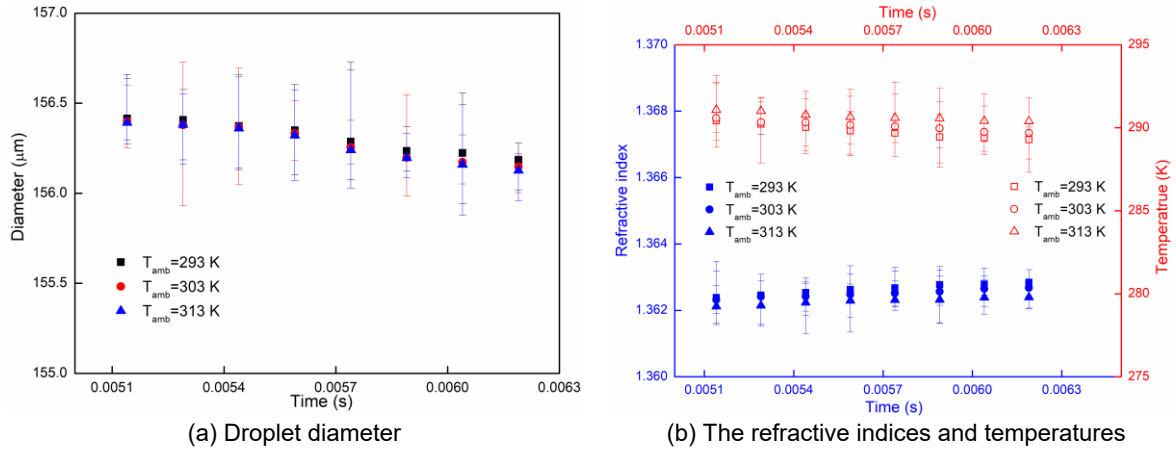 157.0
156.5
156.0
155.5
155.0
Diameter (μm)
T_amb=293 K
T_amb=303 K
T_amb=313 K
0.0051 0.0054 0.0057 0.0060 0.0063
Time (s)
(a) Droplet diameter
Time (s)
0.0051 0.0054 0.0057 0.0060 0.0063
1.370
1.368
1.366
1.364
1.362
1.360
Refractive index
295
290
285
280
275
Temperatrue (K)
T_amb=293 K
T_amb=303 K
T_amb=313 K
T_amb=293 K
T_amb=303 K
T_amb=313 K
0.0051 0.0054 0.0057 0.0060 0.0063
Time (s)
(b) The refractive indices and temperatures